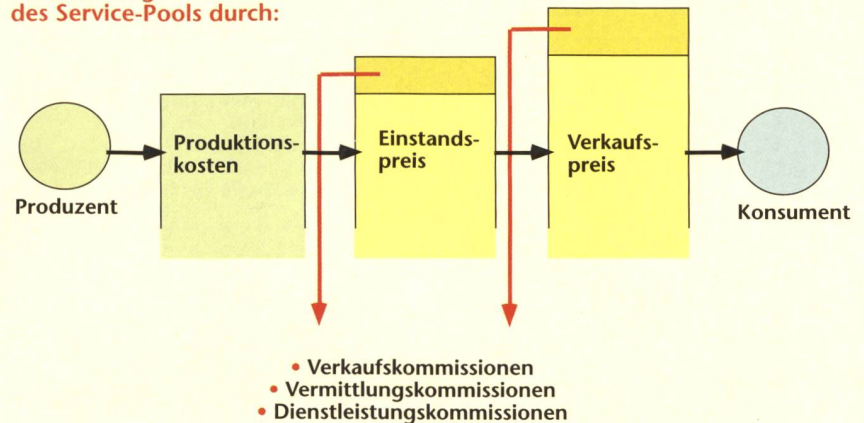 des Service-Pools durch:
Produktions-
kosten
Einstands-
preis
Verkaufs-
preis
Produzent
Konsument
• Verkaufskommissionen
• Vermittlungskommissionen
• Dienstleistungskommissionen